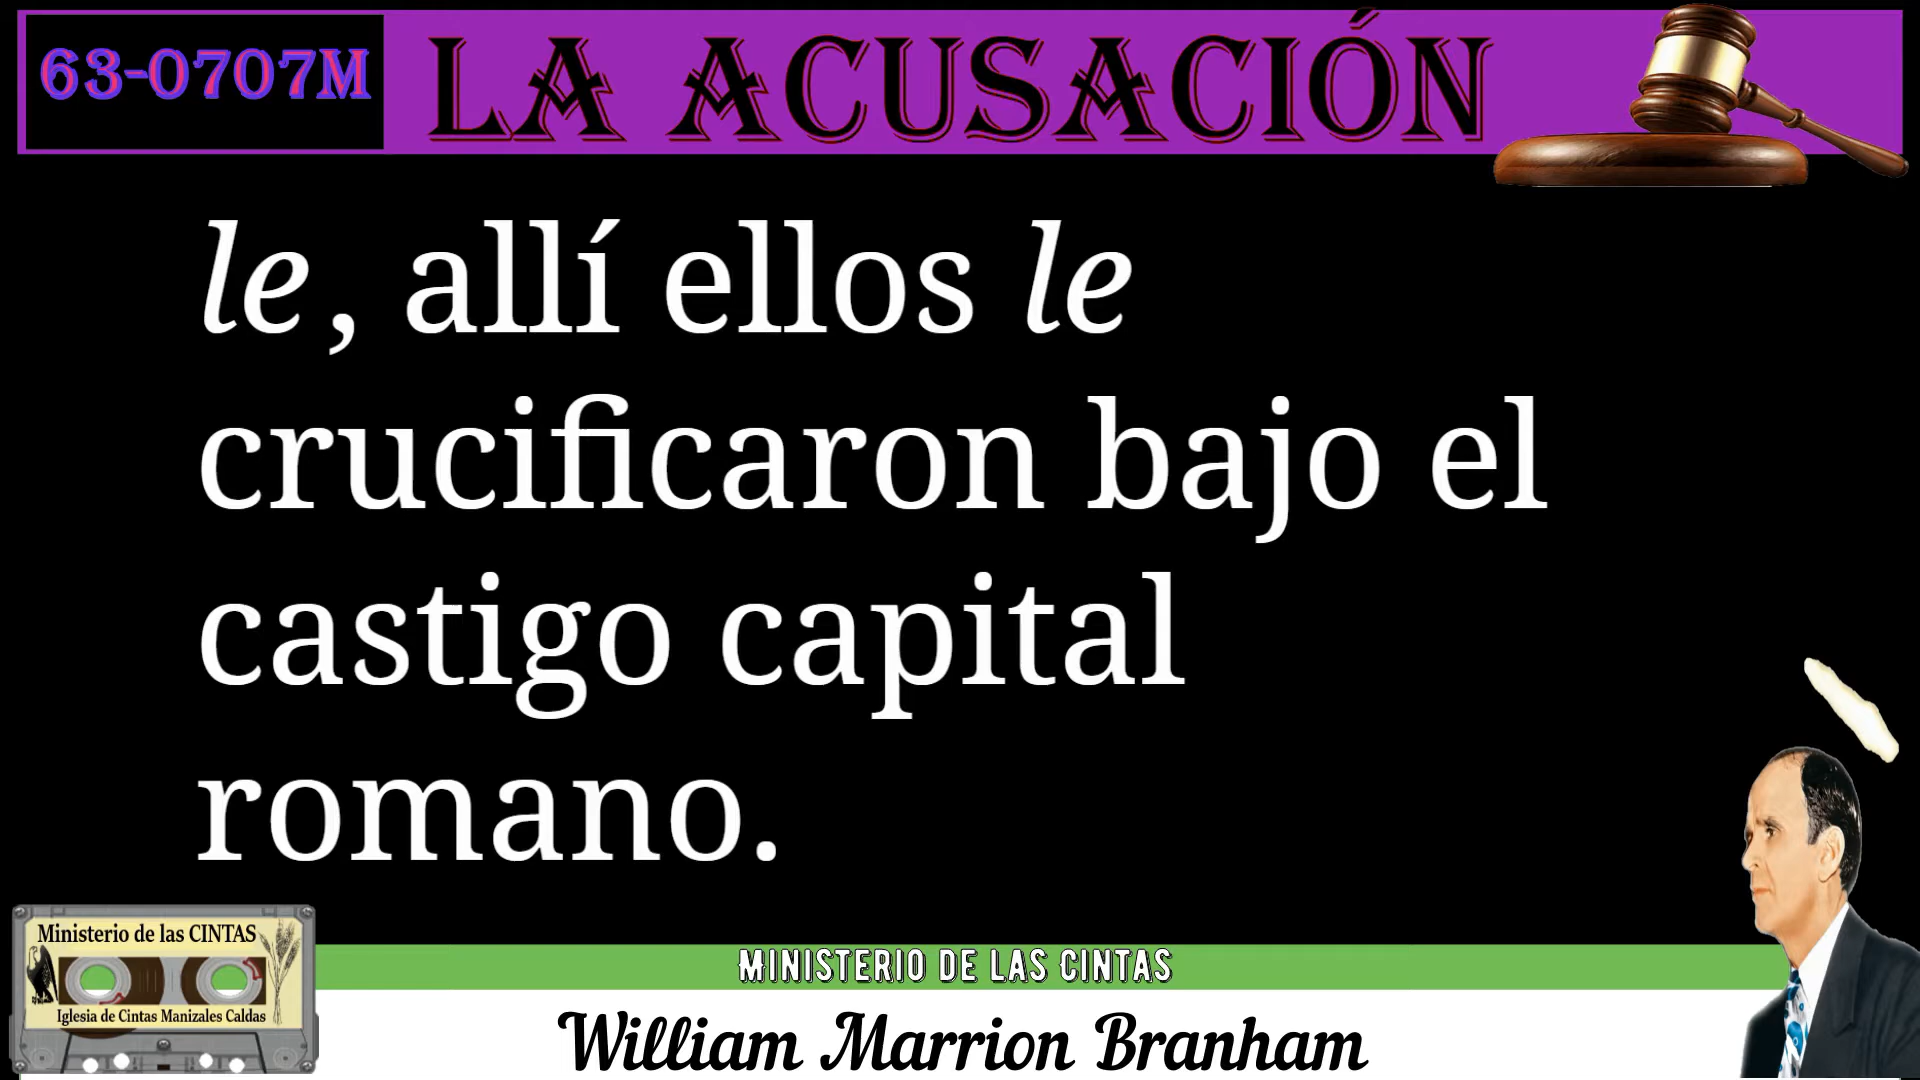 63-0707M
LA ACUSACIÓN
le, allí ellos le
crucificaron bajo el
castigo capital
romano.
Ministerio de las CINTAS
Iglesia de Cintas Manizales Caldas
MINISTERIO DE LAS CINTAS
William Marrion Branham